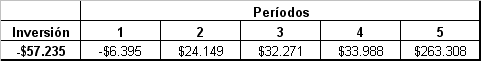 Períodos
Inversión 1 2 3 4 5
-$57.235 -$6.395 $24.149 $32.271 $33.988 $263.308